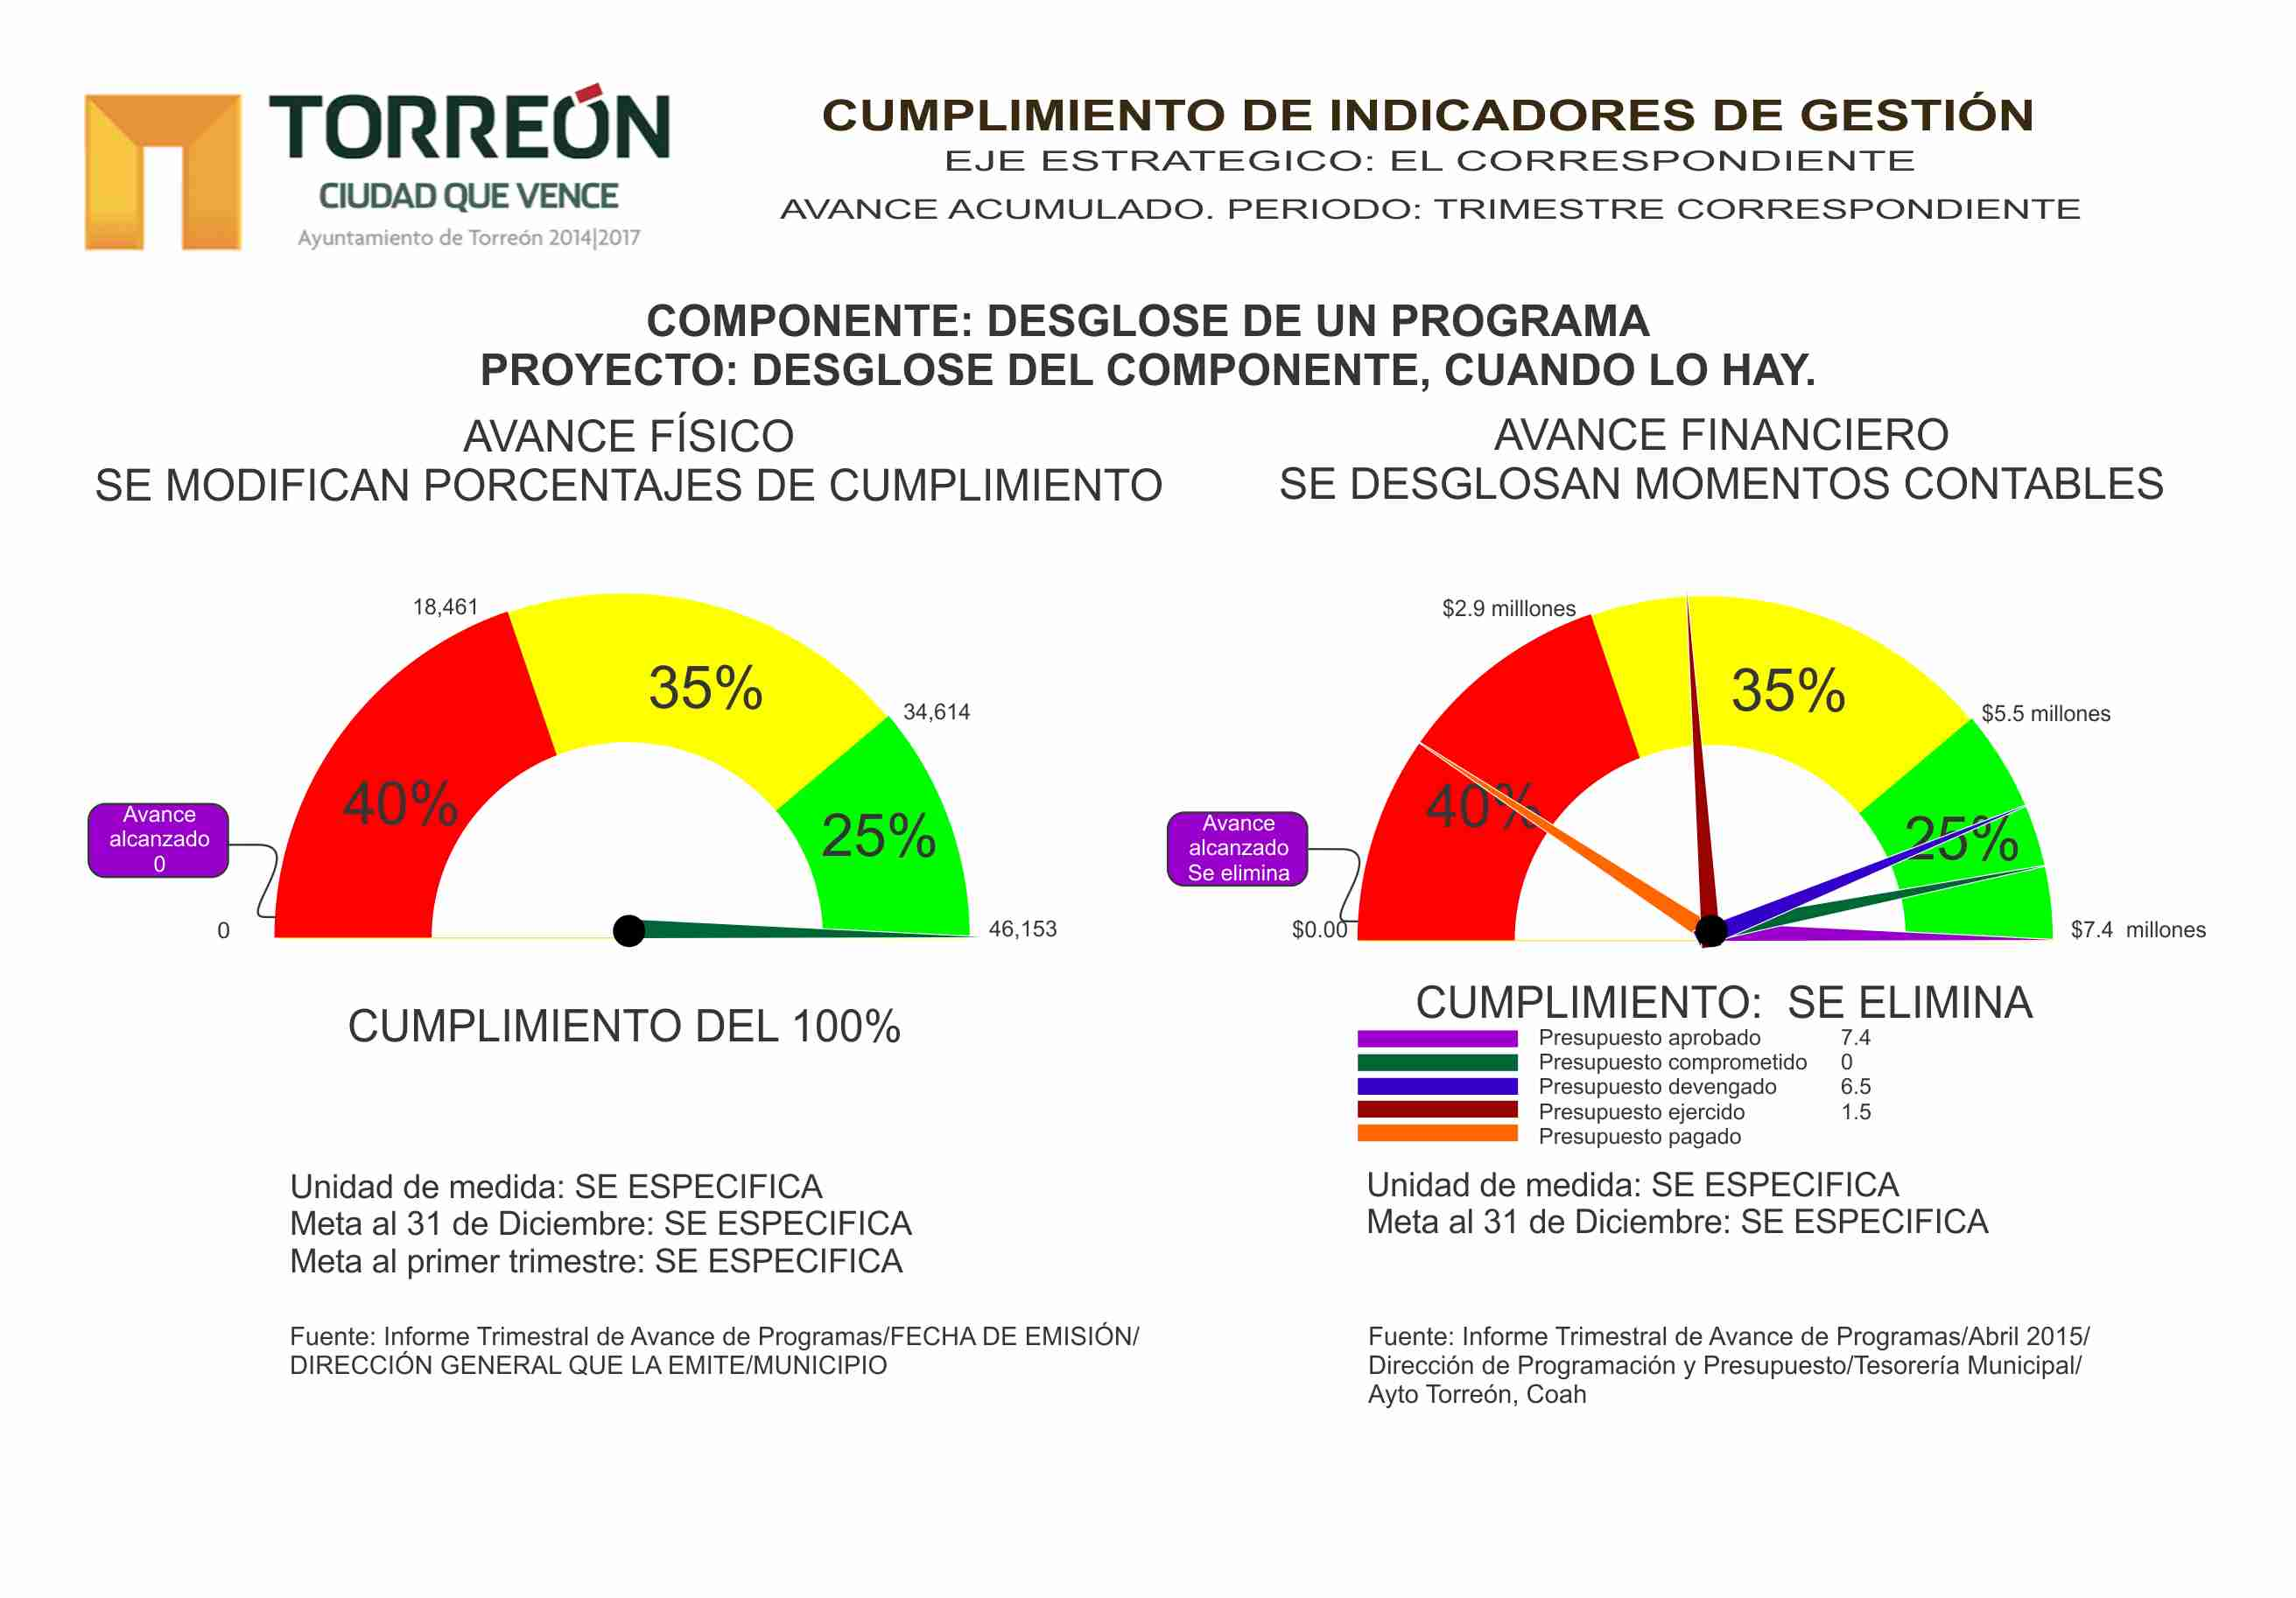 TORREÓN
CIUDAD QUE VENCE
Ayuntamiento de Torreón 2014|2017
CUMPLIMIENTO DE INDICADORES DE GESTIÓN
EJE ESTRATEGICO: EL CORRESPONDIENTE
AVANCE ACUMULADO. PERIODO: TRIMESTRE CORRESPONDIENTE
COMPONENTE: DESGLOSE DE UN PROGRAMA
PROYECTO: DESGLOSE DEL COMPONENTE, CUANDO LO HAY.
AVANCE FÍSICO
SE MODIFICAN PORCENTAJES DE CUMPLIMIENTO
18,461
35%
34,614
40%
25%
Avance
alcanzado
0
0
46,153
CUMPLIMIENTO DEL 100%
Unidad de medida: SE ESPECIFICA
Meta al 31 de Diciembre: SE ESPECIFICA
Meta al primer trimestre: SE ESPECIFICA
Fuente: Informe Trimestral de Avance de Programas/FECHA DE EMISIÓN/
DIRECCIÓN GENERAL QUE LA EMITE/MUNICIPIO
AVANCE FINANCIERO
SE DESGLOSAN MOMENTOS CONTABLES
$2.9 milllones
35%
$5.5 millones
40%
25%
Avance
alcanzado
Se elimina
$0.00
$7.4 millones
CUMPLIMIENTO: SE ELIMINA
Presupuesto aprobado 7.4
Presupuesto comprometido 0
Presupuesto devengado 6.5
Presupuesto ejercido 1.5
Presupuesto pagado
Unidad de medida: SE ESPECIFICA
Meta al 31 de Diciembre: SE ESPECIFICA
Fuente: Informe Trimestral de Avance de Programas/Abril 2015/
Dirección de Programación y Presupuesto/Tesorería Municipal/
Ayto Torreón, Coah